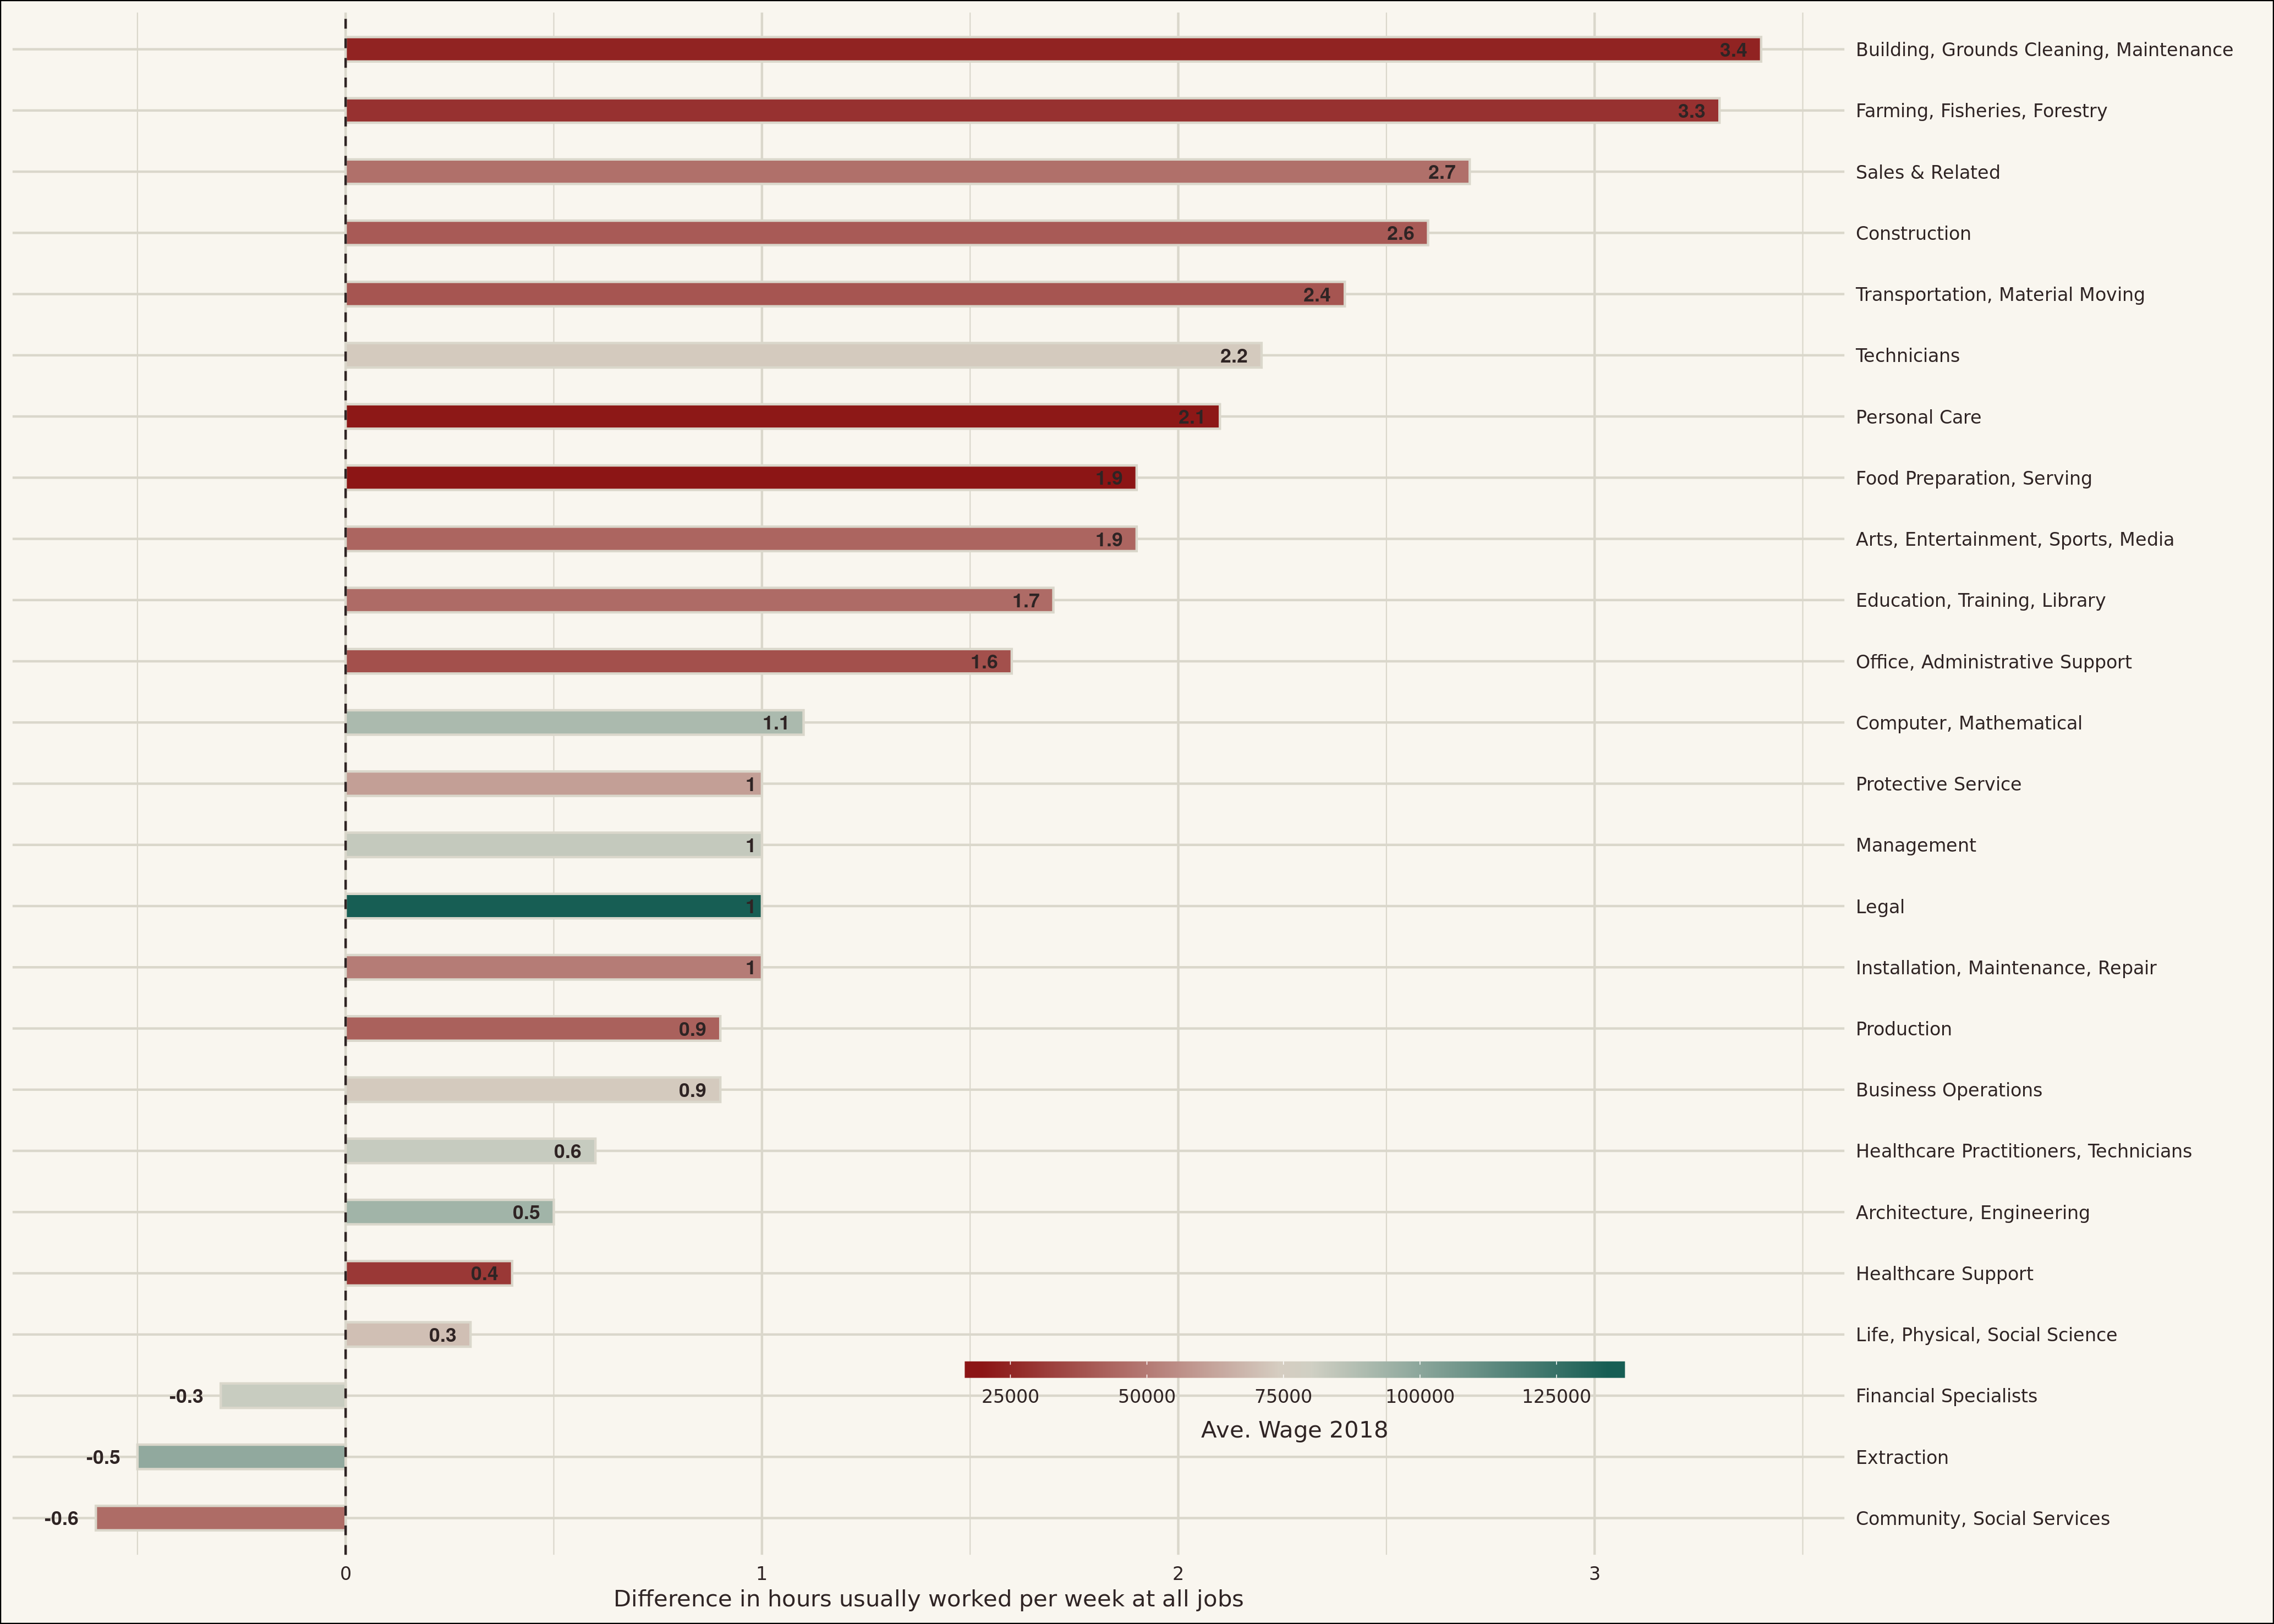 3.4 Building, Grounds Cleaning, Maintenance
3.3 Farming, Fisheries, Forestry
2.7 Sales & Related
2.6 Construction
2.4 Transportation, Material Moving
2.2 Technicians
2.1 Personal Care
1.9 Food Preparation, Serving
1.9 Arts, Entertainment, Sports, Media
1.7 Education, Training, Library
1.6 Office, Administrative Support
1.1 Computer, Mathematical
1 Protective Service
1 Management
1 Legal
1 Installation, Maintenance, Repair
0.9 Production
0.9 Business Operations
0.6 Healthcare Practitioners, Technicians
0.5 Architecture, Engineering
0.4 Healthcare Support
0.3 Life, Physical, Social Science
-0.3 25000 50000 75000 100000 125000 Financial Specialists
Ave. Wage 2018
-0.5 Extraction
-0.6 Community, Social Services
0 1 2 3
Difference in hours usually worked per week at all jobs